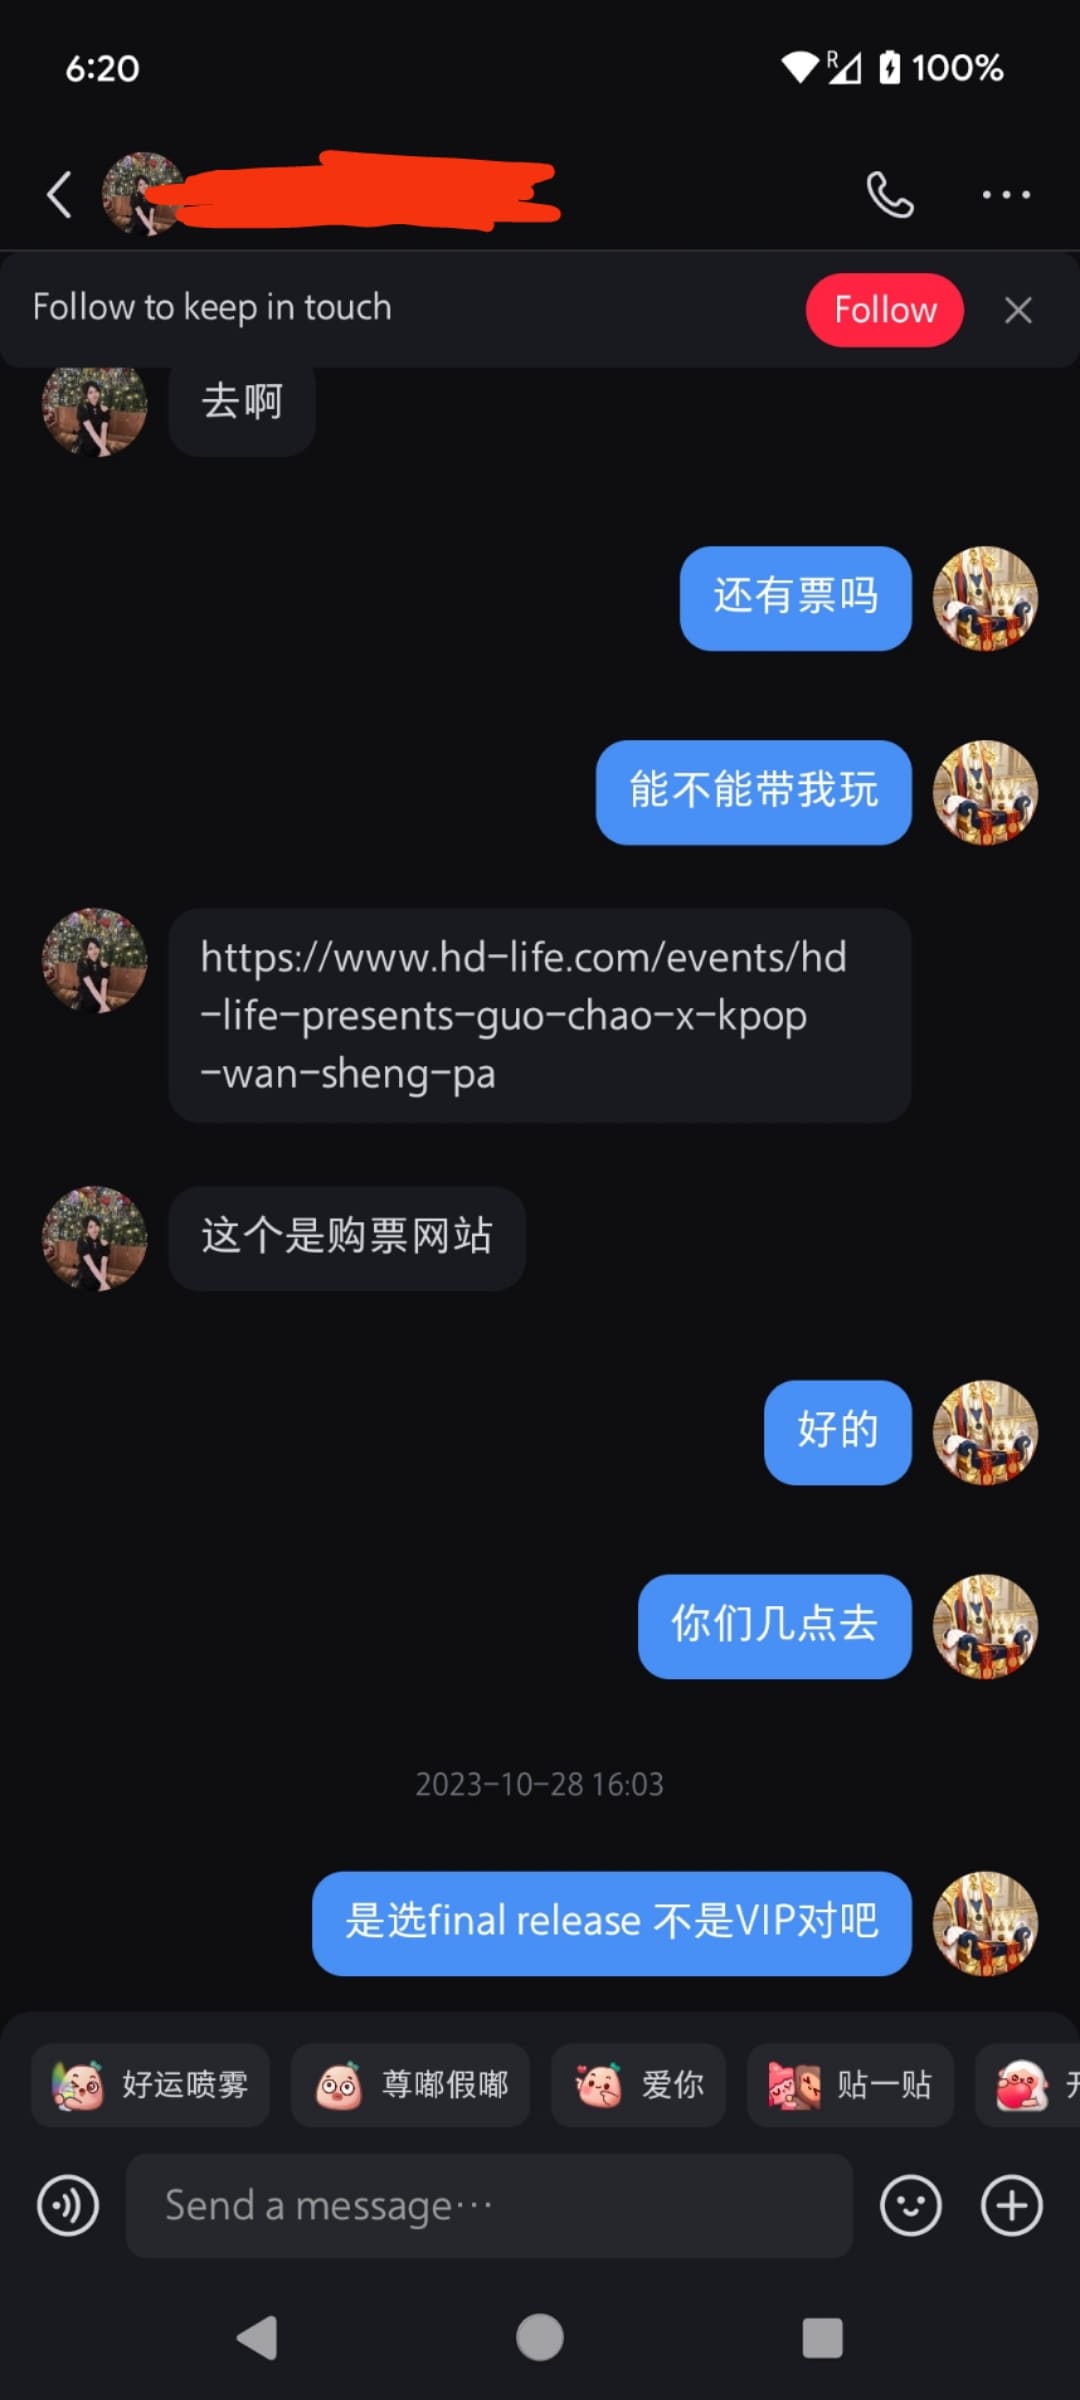 6:20
R
100%
Follow to keep in touch
Follow
去啊
还有票吗
能不能带我玩
https://www.hd-life.com/events/hd
-life-presents-guo-chao-x-kpop
-wan-sheng-pa
这个是购票网站
好的
你们几点去
2023-10-28 16:03
是选final release 不是VIP对吧
好运喷雾
尊嘟假嘟
爱你
贴一贴
Send a message···